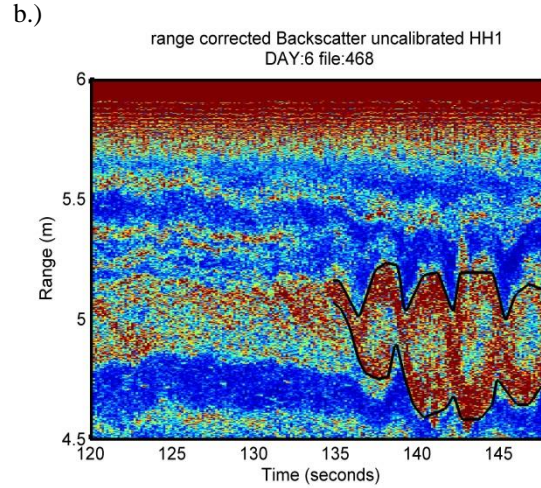 b.)
range corrected Backscatter uncalibrated HH1
DAY:6 file:468
6
5.5
5
4.5
Range (m)
120 125 130 135 140 145
Time (seconds)